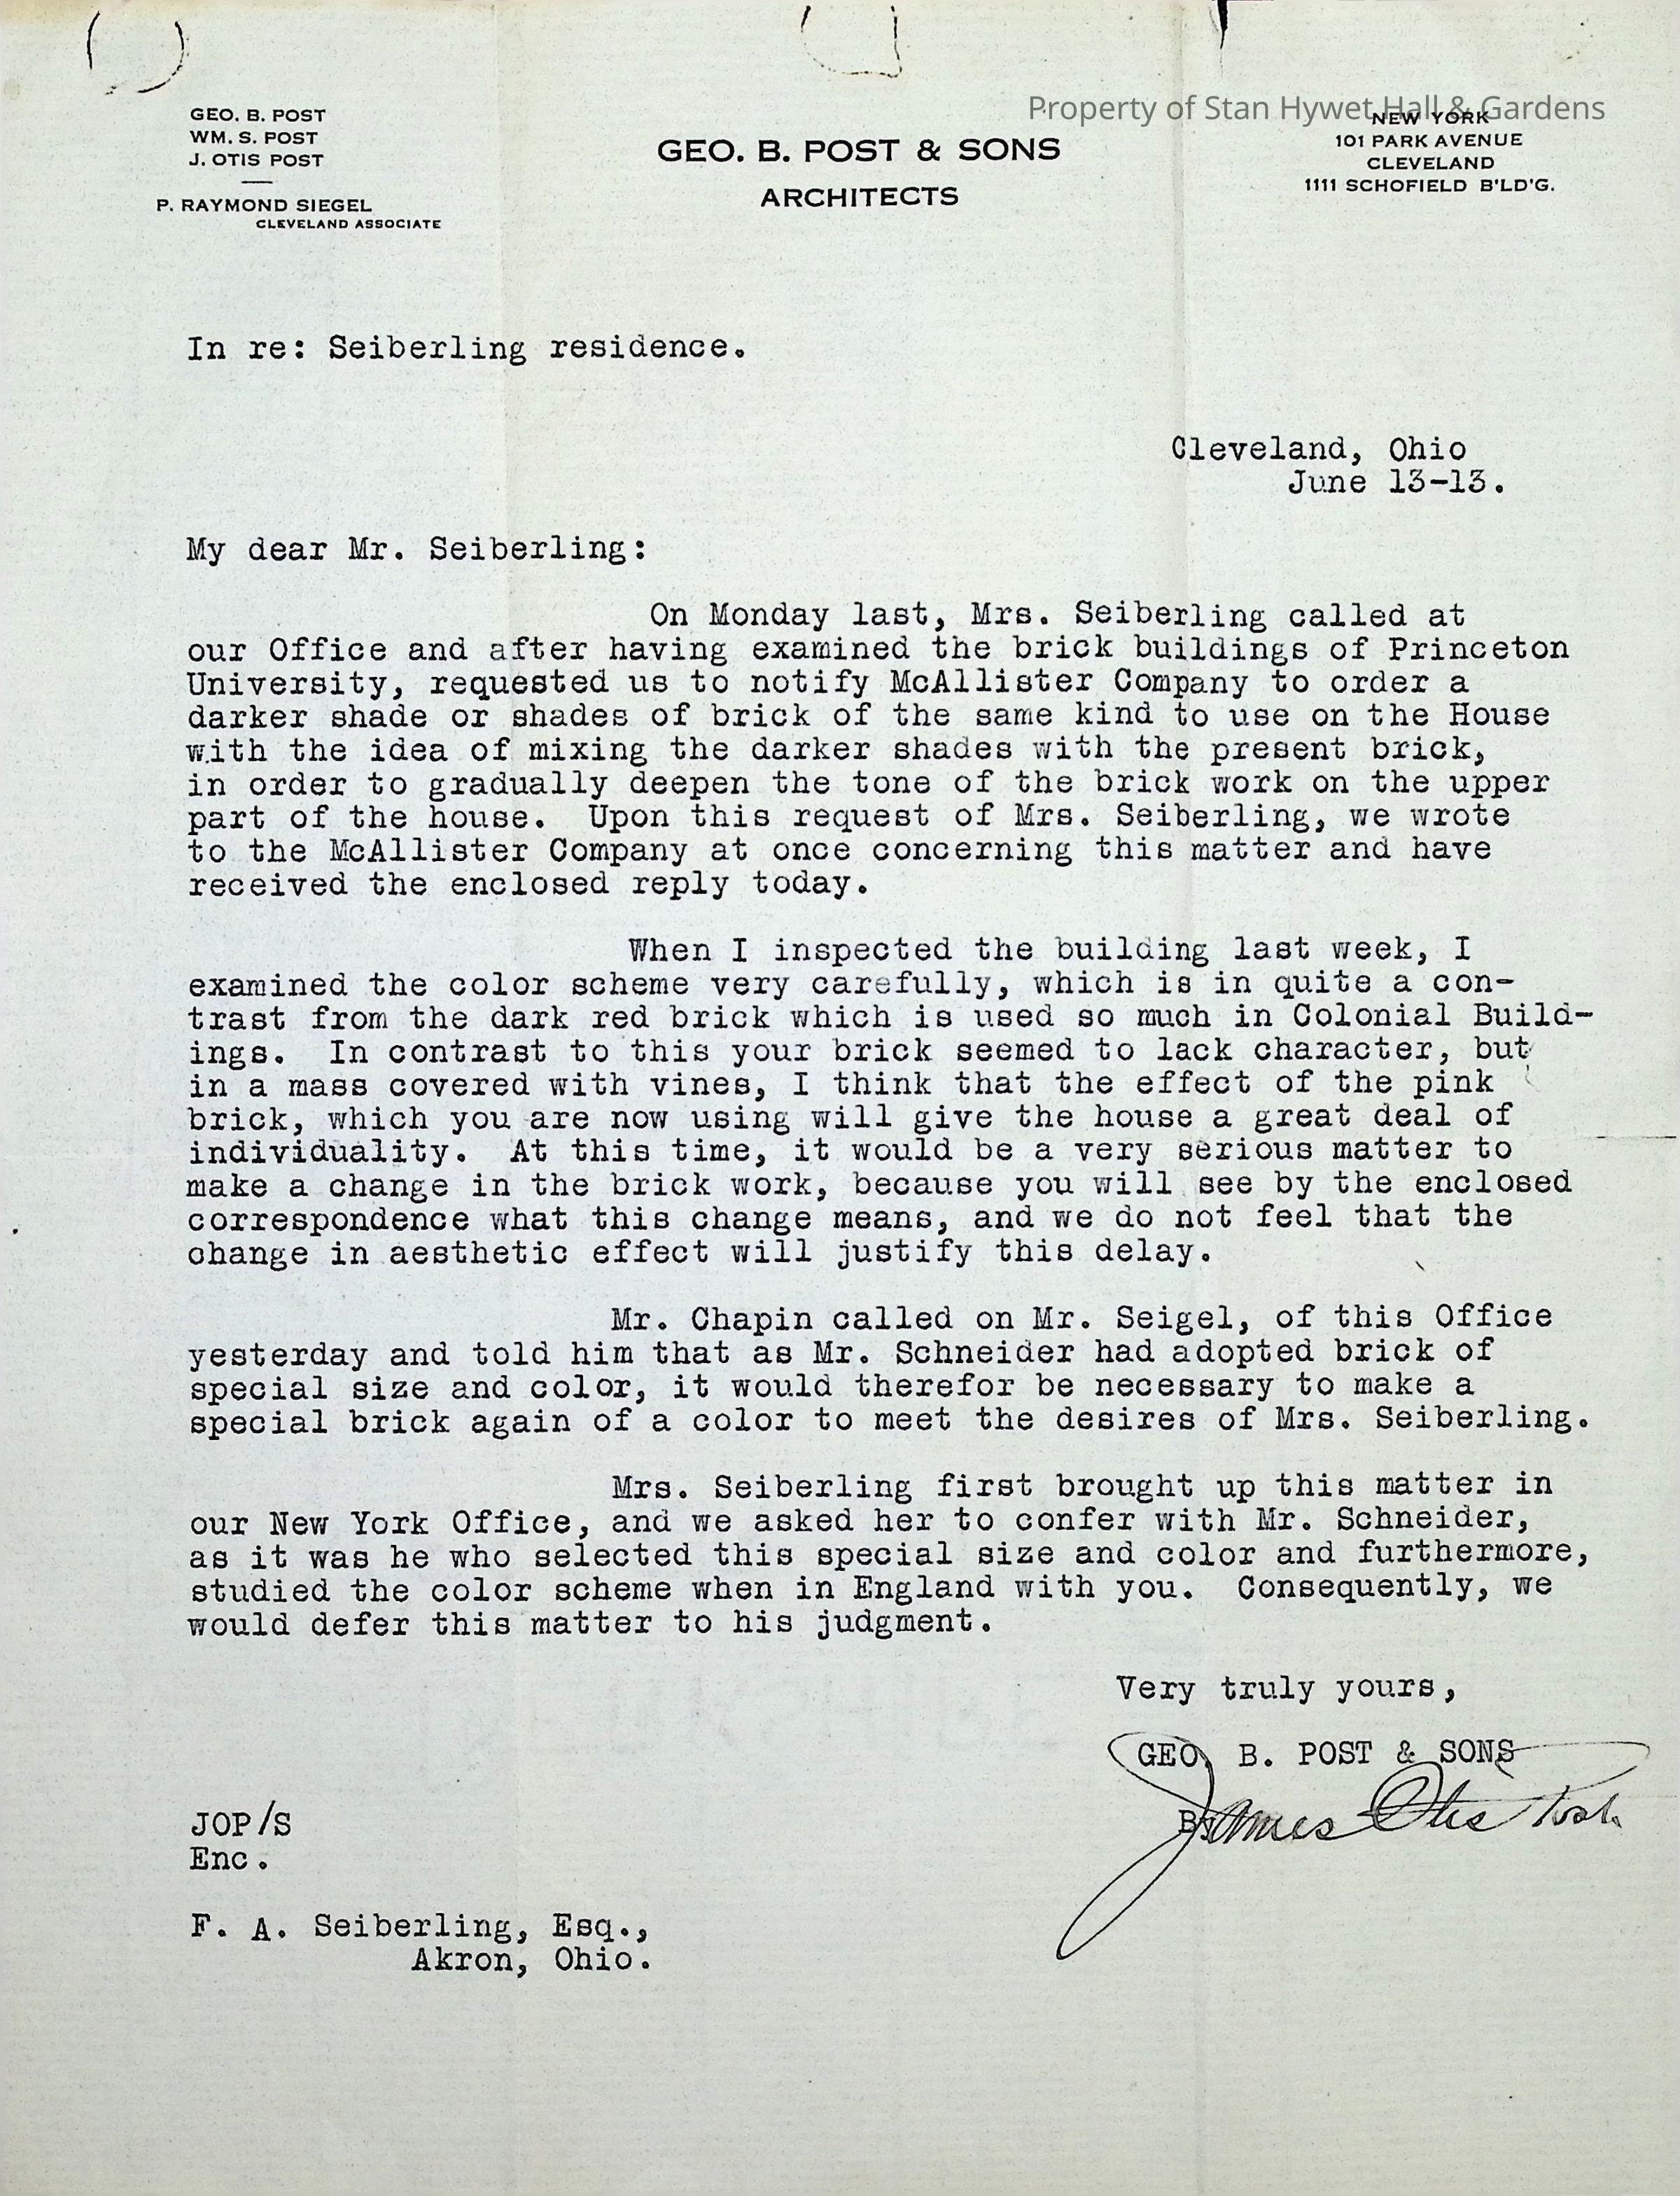 Property of Stan Hywet Hall & Gardens
GEO. B. POST
WM. S. POST
J. OTIS POST
P. RAYMOND SIEGEL
CLEVELAND ASSOCIATE
GEO. B. POST & SONS
ARCHITECTS
NEW YORK
101 PARK AVENUE
CLEVELAND
1111 SCHOFIELD B'LD'G.
In re: Seiberling residence.
Cleveland, Ohio
June 13-13.
My dear Mr. Seiberling:
On Monday last, Mrs. Seiberling called at
our Office and after having examined the brick buildings of Princeton
University, requested us to notify McAllister Company to order a
darker shade or shades of brick of the same kind to use on the House
with the idea of mixing the darker shades with the present brick,
in order to gradually deepen the tone of the brick work on the upper
part of the house. Upon this request of Mrs. Seiberling, we wrote
to the McAllister Company at once concerning this matter and have
received the enclosed reply today.
When I inspected the building last week, I
examined the color scheme very carefully, which is in quite a con-
trast from the dark red brick which is used so much in Colonial Build-
ings. In contrast to this your brick seemed to lack character, but
in a mass covered with vines, I think that the effect of the pink
brick, which you are now using will give the house a great deal of
individuality. At this time, it would be a very serious matter to
make a change in the brick work, because you will see by the enclosed
correspondence what this change means, and we do not feel that the
change in aesthetic effect will justify this delay.
Mr. Chapin called on Mr. Seigel, of this Office
yesterday and told him that as Mr. Schneider had adopted brick of
special size and color, it would therefor be necessary to make a
special brick again of a color to meet the desires of Mrs. Seiberling.
Mrs. Seiberling first brought up this matter in
our New York Office, and we asked her to confer with Mr. Schneider,
as it was he who selected this special size and color and furthermore,
studied the color scheme when in England with you. Consequently, we
would defer this matter to his judgment.
Very truly yours,
GEO. B. POST & SONS
By James Otis Post.
JOP/S
Enc.
F. A. Seiberling, Esq.,
Akron, Ohio.